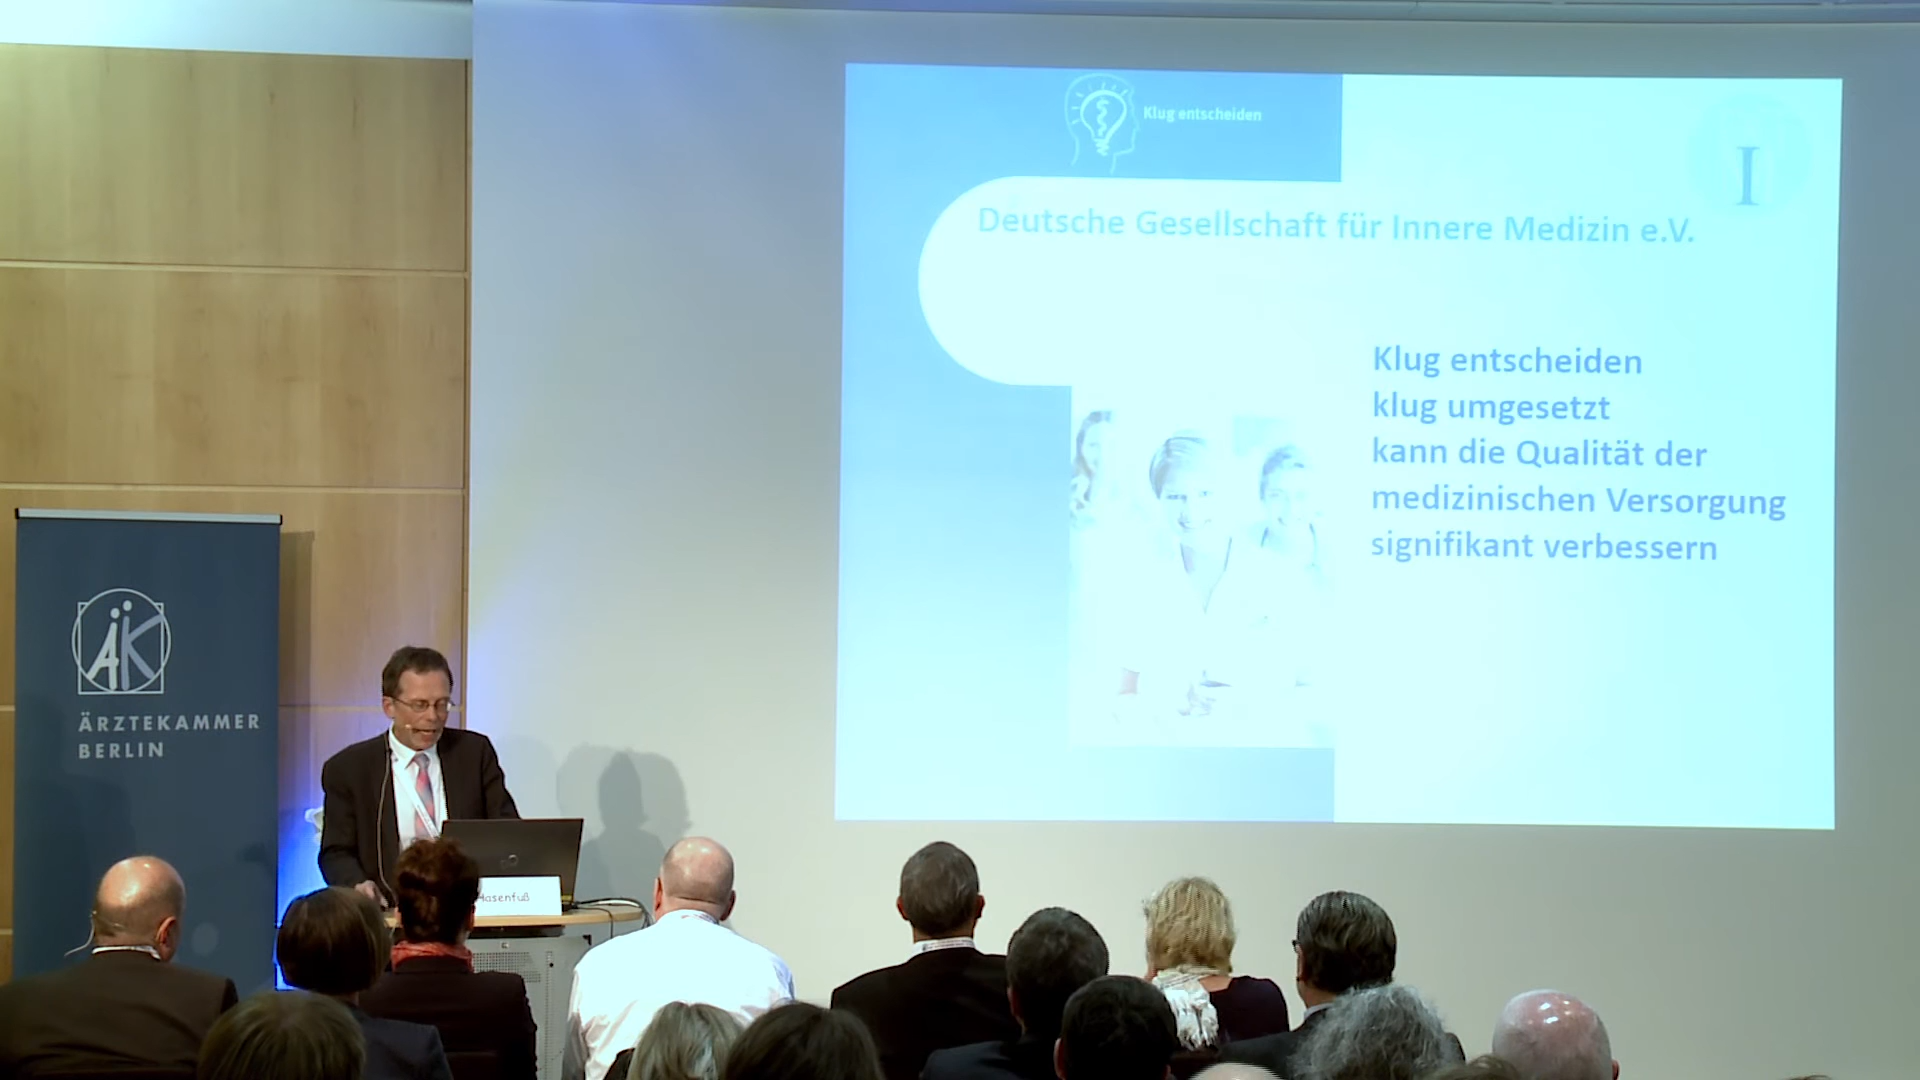 Klug entscheiden
I
Deutsche Gesellschaft für Innere Medizin e.V.
Klug entscheiden
klug umgesetzt
kann die Qualität der
medizinischen Versorgung
signifikant verbessern
ÄK
ÄRZTEKAMMER
BERLIN
Hasenfuß